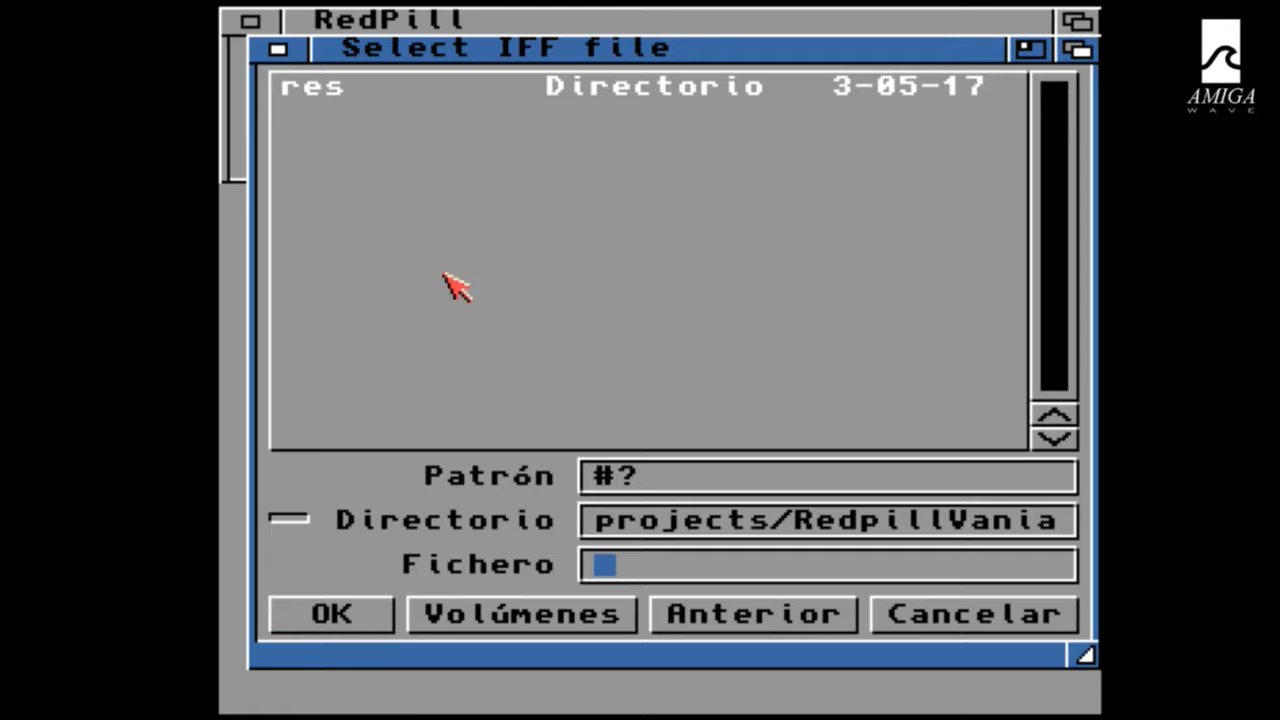 RedPill
Select IFF file
res Directorio 3-05-17
Patrón #?
Directorio projects/RedpillVania
Fichero
OK Volúmenes Anterior Cancelar
AMIGA
WAVE